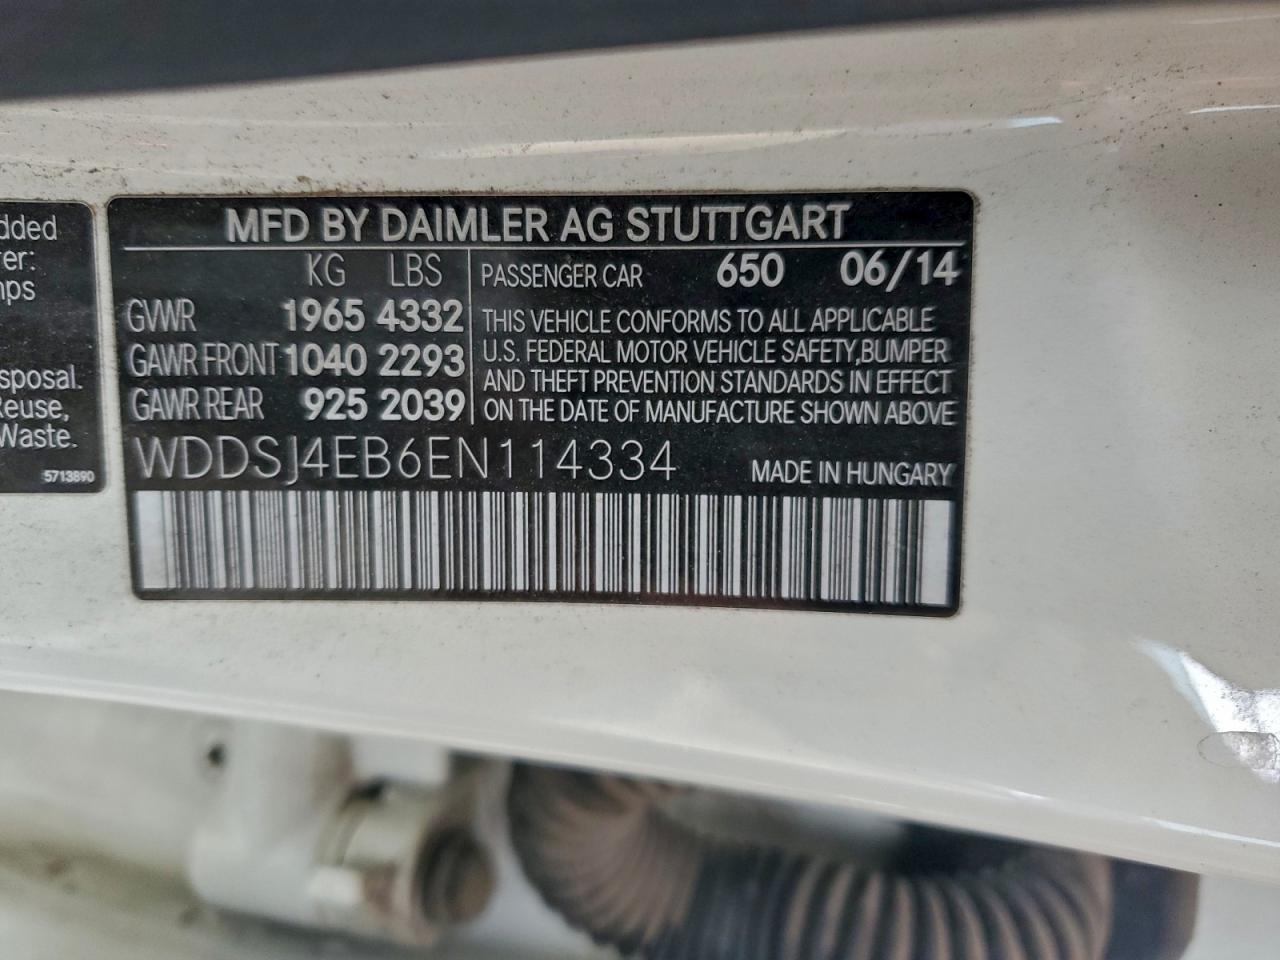 dded
er:
sposal.
Reuse,
Waste.
5713890
MFD BY DAIMLER AG STUTTGART
KG LBS
GVWR 1965 4332
GAWR FRONT 1040 2293
GAWR REAR 925 2039
PASSENGER CAR 650 06/14
THIS VEHICLE CONFORMS TO ALL APPLICABLE
U.S. FEDERAL MOTOR VEHICLE SAFETY,BUMPER
AND THEFT PREVENTION STANDARDS IN EFFECT
ON THE DATE OF MANUFACTURE SHOWN ABOVE
WDDSJ4EB6EN114334 MADE IN HUNGARY